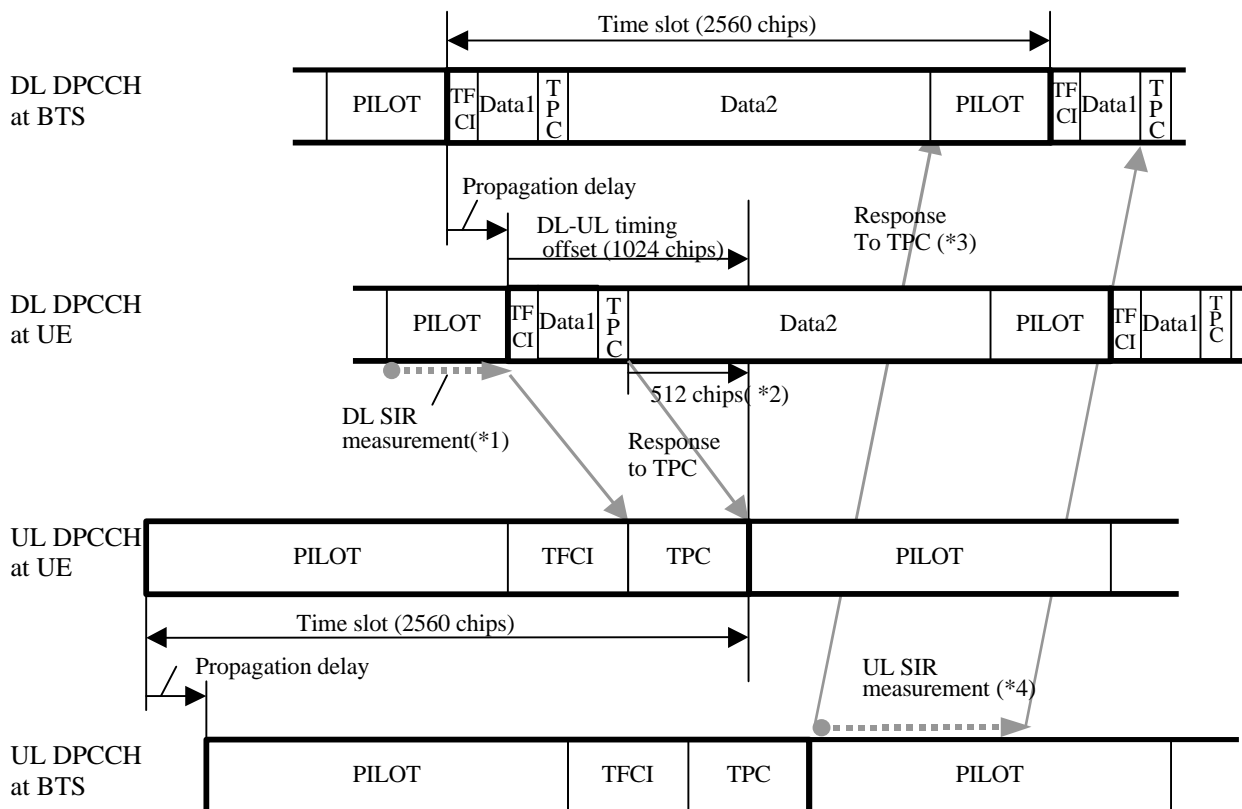 Time slot (2560 chips)
DL DPCCH
at BTS
PILOT
TF
CI
Data1
T
P
C
Data2
PILOT
TF
CI
Data1
T
P
C
Propagation delay
DL-UL timing
offset (1024 chips)
Response
To TPC (*3)
DL DPCCH
at UE
PILOT
TF
CI
Data1
T
P
C
Data2
PILOT
TF
CI
Data1
T
P
C
512 chips( *2)
DL SIR
measurement(*1)
Response
to TPC
UL DPCCH
at UE
PILOT
TFCI
TPC
PILOT
Time slot (2560 chips)
Propagation delay
UL SIR
measurement (*4)
UL DPCCH
at BTS
PILOT
TFCI
TPC
PILOT